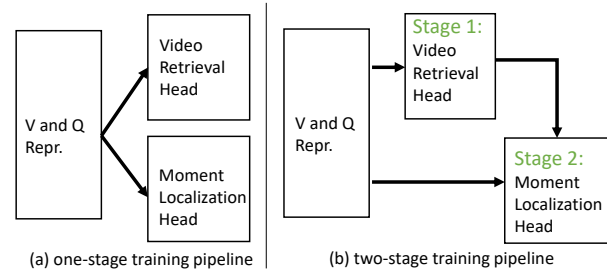 V and Q
Repr.
Video
Retrieval
Head
Moment
Localization
Head
(a) one-stage training pipeline
V and Q
Repr.
Stage 1:
Video
Retrieval
Head
Stage 2:
Moment
Localization
Head
(b) two-stage training pipeline